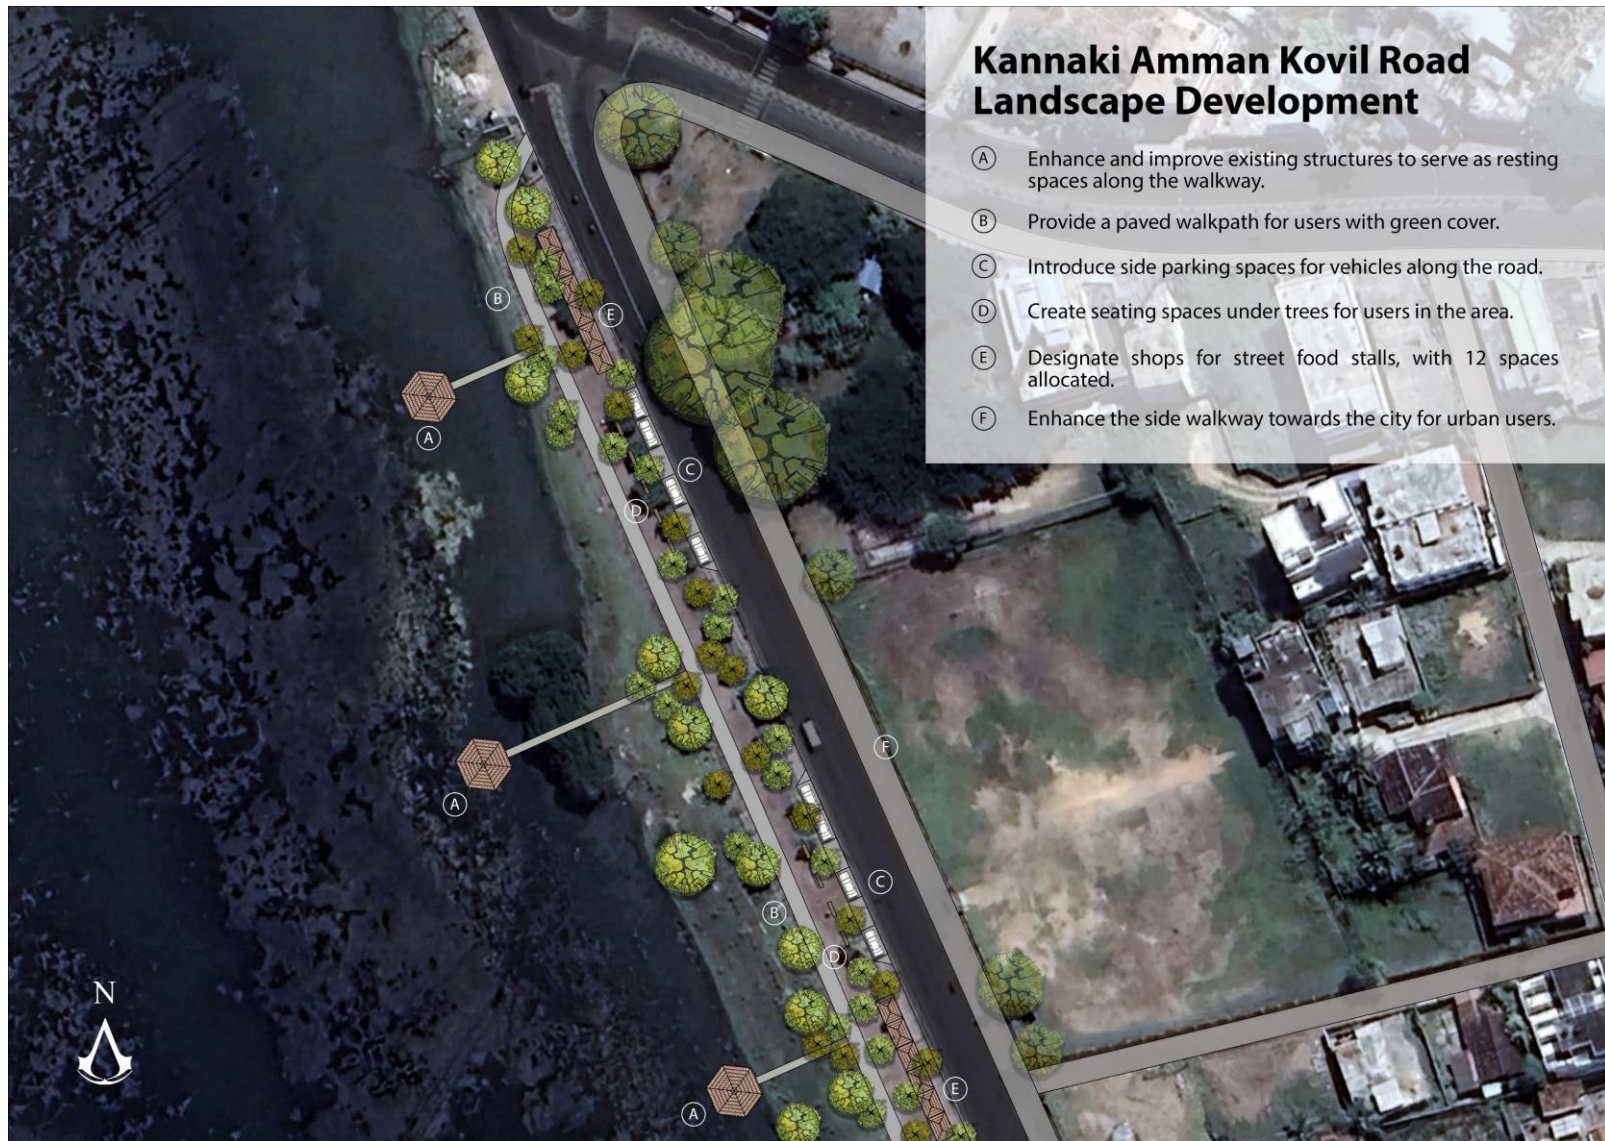 Kannaki Amman Kovil Road
Landscape Development
A Enhance and improve existing structures to serve as resting
spaces along the walkway.
B Provide a paved walkpath for users with green cover.
C Introduce side parking spaces for vehicles along the road.
D Create seating spaces under trees for users in the area.
E Designate shops for street food stalls, with 12 spaces
allocated.
F Enhance the side walkway towards the city for urban users.
B
E
A
C
D
F
A
C
B
D
N
E
A